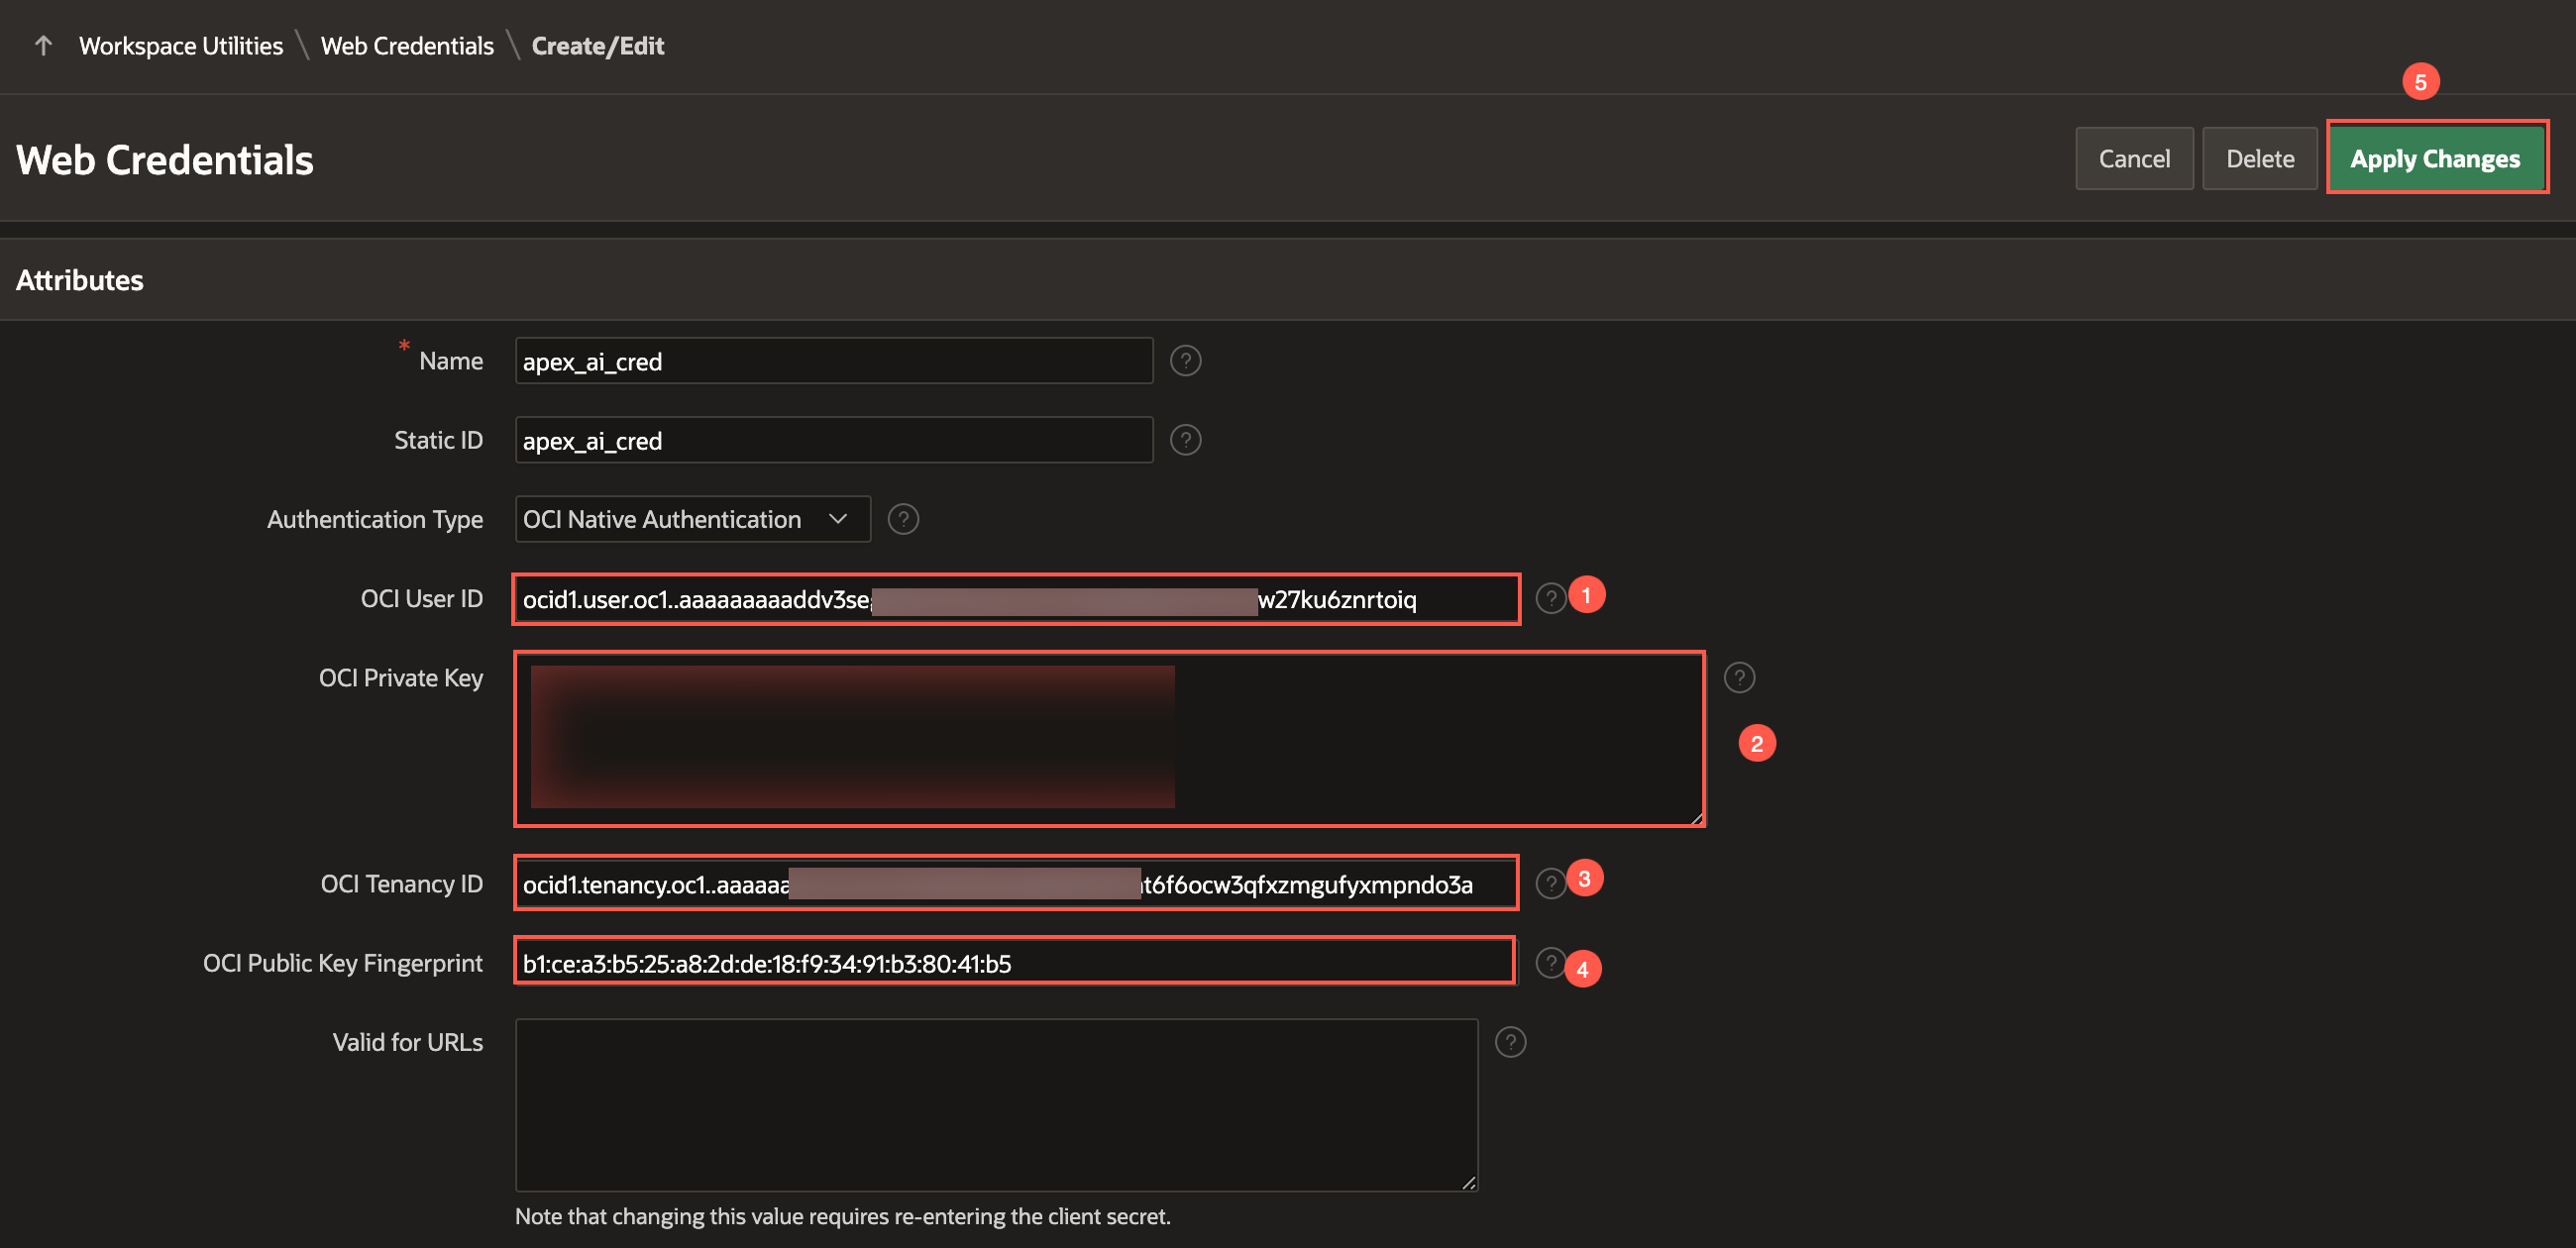 Workspace Utilities \ Web Credentials \ Create/Edit
5
Web Credentials
Cancel
Delete
Apply Changes
Attributes
* Name
apex_ai_cred
?
Static ID
apex_ai_cred
?
Authentication Type
OCI Native Authentication
?
OCI User ID
ocid1.user.oc1..aaaaaaaaaddv3se w27ku6znrtoiq
?
1
OCI Private Key
?
2
OCI Tenancy ID
ocid1.tenancy.oc1..aaaaaa t6f6ocw3qfxzmgufyxmpndo3a
?
3
OCI Public Key Fingerprint
b1:ce:a3:b5:25:a8:2d:de:18:f9:34:91:b3:80:41:b5
?
4
Valid for URLs
?
Note that changing this value requires re-entering the client secret.